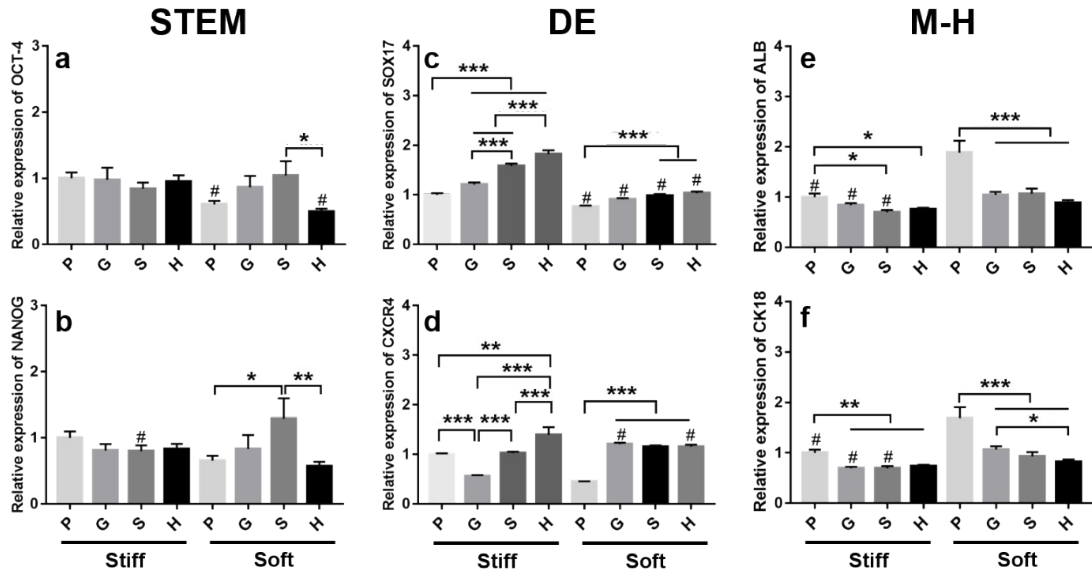 STEM
DE
M-H
a
Relative expression of OCT-4
3
2
1
0
*
#
#
P G S H P G S H
c
Relative expression of SOX17
4
3
2
1
0
***
***
***
***
# # # #
P G S H P G S H
e
Relative expression of ALB
4
3
2
1
0
***
*
*
# # #
P G S H P G S H
b
Relative expression of NANOG
3
2
1
0
* **
#
P G S H P G S H
Stiff Soft
d
Relative expression of CXCR4
4
3
2
1
0
**
***
***
*** ***
***
# #
P G S H P G S H
Stiff Soft
f
Relative expression of CK18
4
3
2
1
0
***
**
*
# # #
P G S H P G S H
Stiff Soft